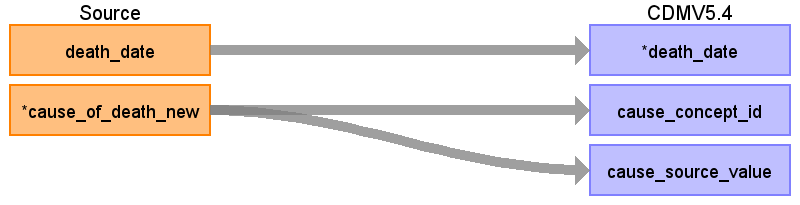 Source
CDMV5.4
death_date
*death_date
*cause_of_death_new
cause_concept_id
cause_source_value